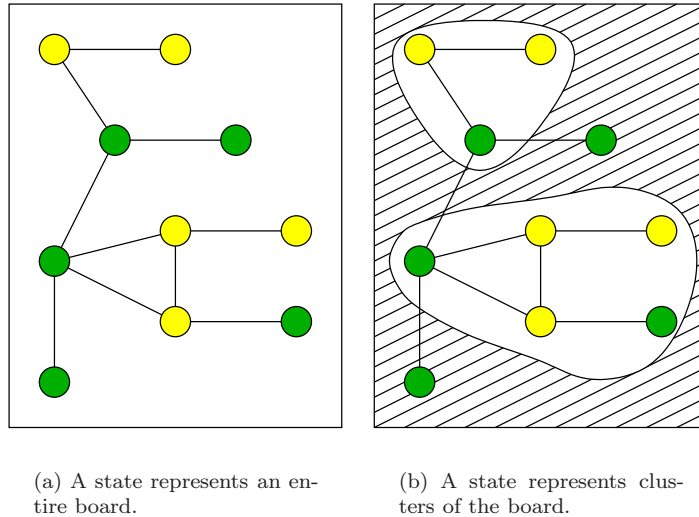 (a) A state represents an en-
tire board.
(b) A state represents clus-
ters of the board.